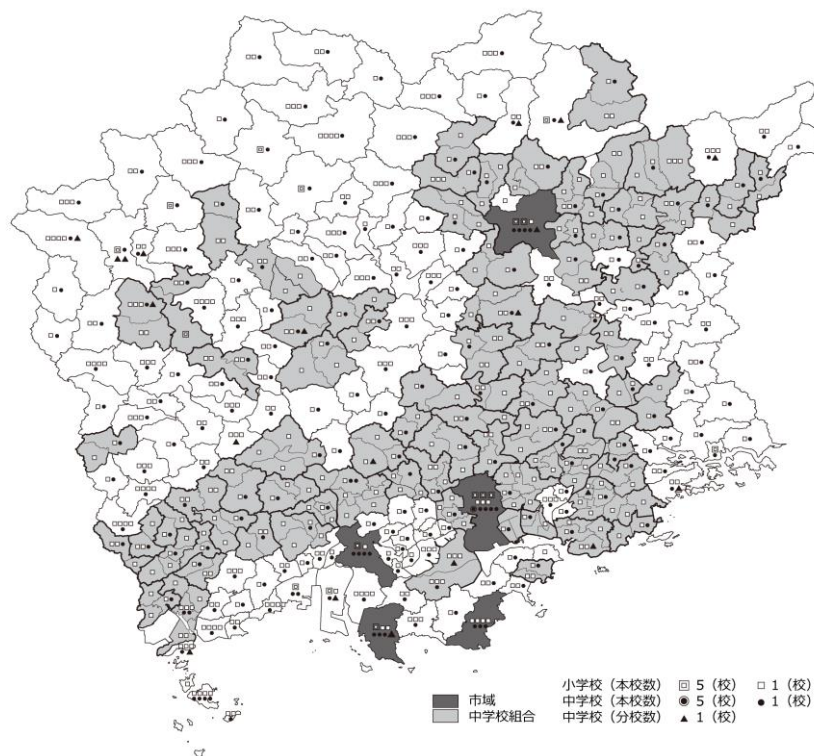 市域
中学校組合
小学校（本校数） 5（校） 1（校）
中学校（本校数） 5（校） 1（校）
中学校（分校数） 1（校）